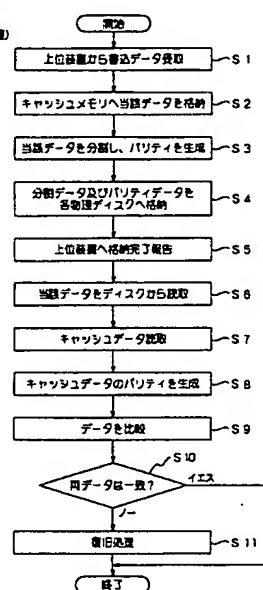 開始
上位装置から書込データ受取 S1
キャッシュメモリへ当該データを格納 S2
当該データを分割し、パリティを生成 S3
分割データ及びパリティデータを
各物理ディスクへ格納 S4
上位装置へ格納完了報告 S5
当該データをディスクから読取 S6
キャッシュデータ読取 S7
キャッシュデータのパリティを生成 S8
データを比較 S9
S10
両データは一致? イエス
ノー
復旧処理 S11
終了